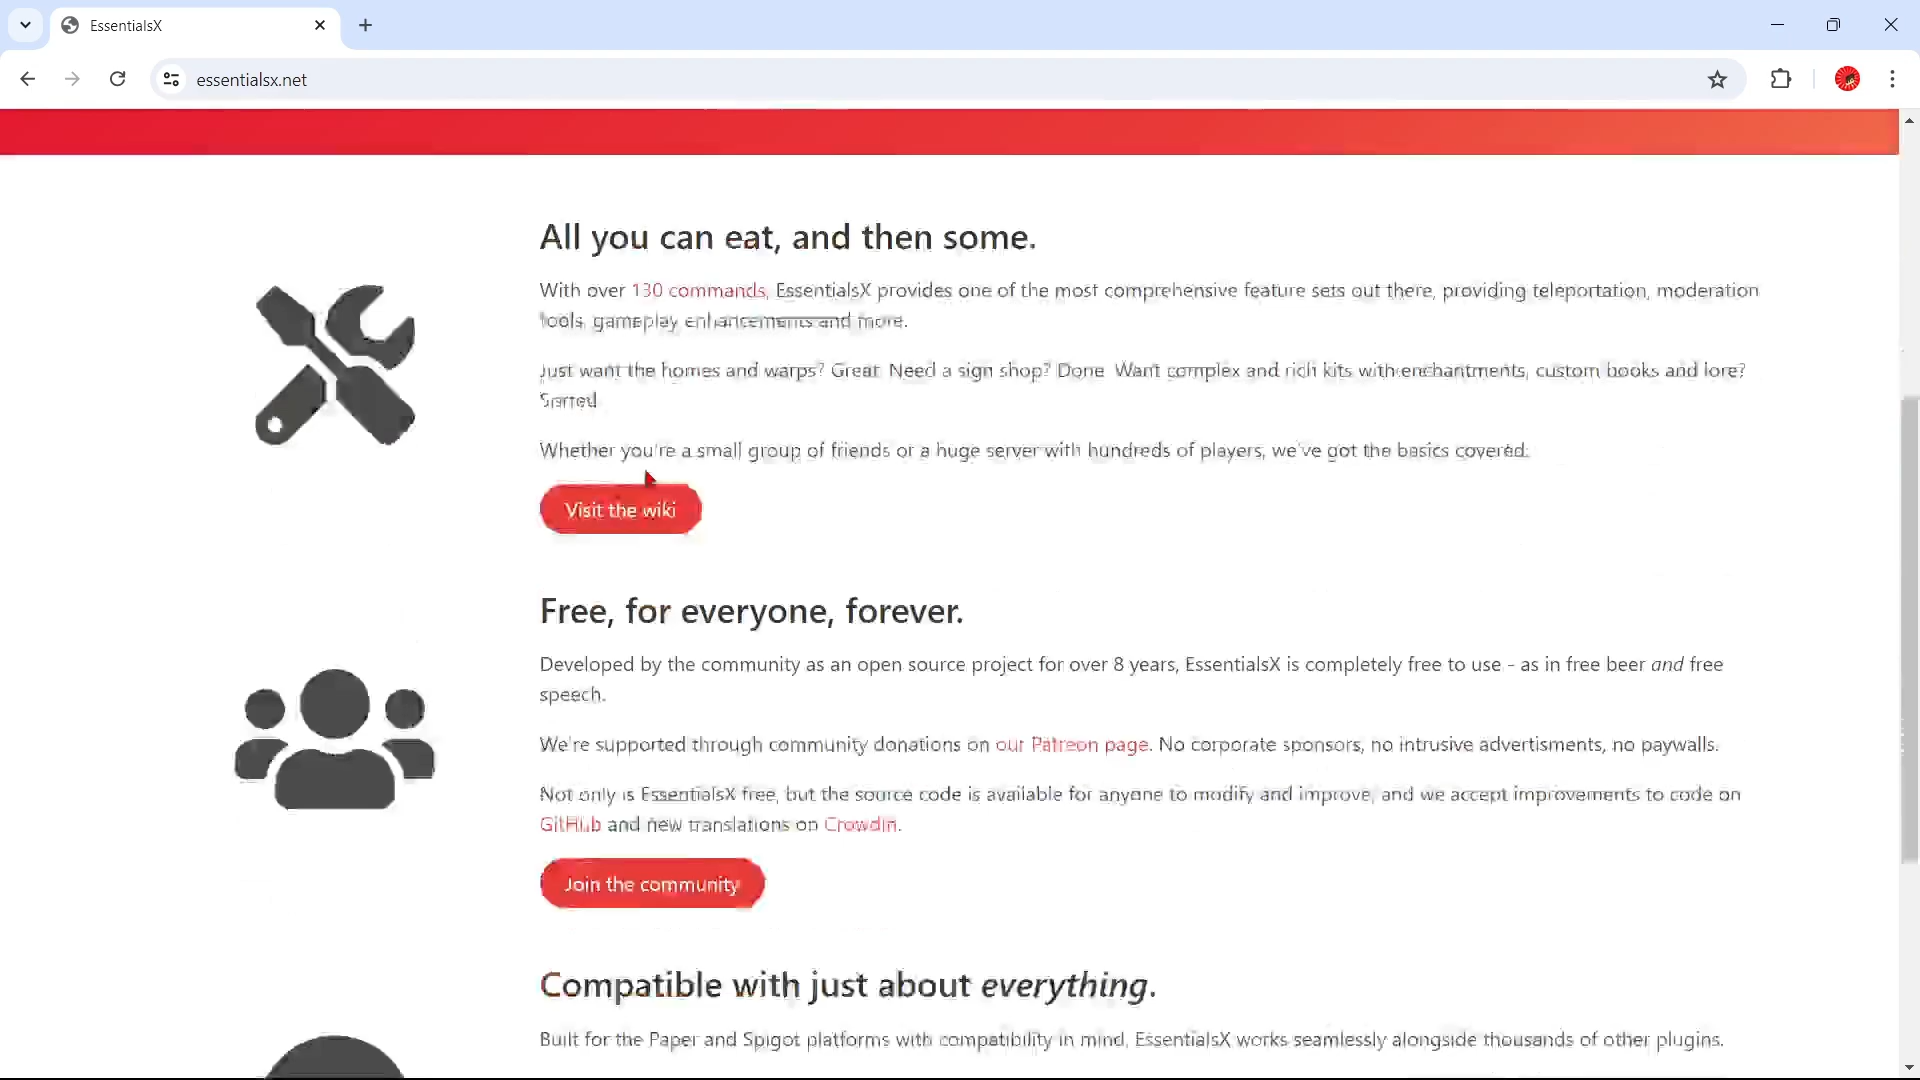 EssentialsX
essentialsx.net
All you can eat, and then some.
With over 130 commands, EssentialsX provides one of the most comprehensive feature sets out there, providing teleportation, moderation
tools, gameplay enhancements and more.
Just want the homes and warps? Great. Need a sign shop? Done. Want complex and rich kits with enchantments, custom books and lore?
Sorted.
Whether you're a small group of friends or a huge server with hundreds of players, we've got the basics covered.
Visit the wiki
Free, for everyone, forever.
Developed by the community as an open source project for over 8 years, EssentialsX is completely free to use - as in free beer and free
speech.
We're supported through community donations on our Patreon page. No corporate sponsors, no intrusive advertisments, no paywalls.
Not only is EssentialsX free, but the source code is available for anyone to modify and improve, and we accept improvements to code on
GitHub and new translations on Crowdin.
Join the community
Compatible with just about everything.
Built for the Paper and Spigot platforms with compatibility in mind, EssentialsX works seamlessly alongside thousands of other plugins.